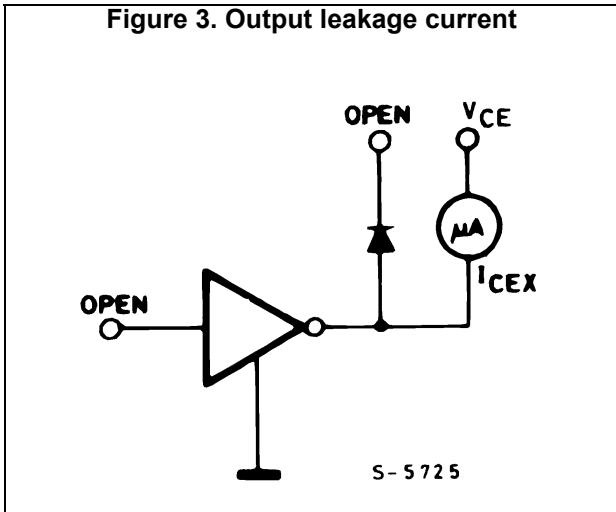 Figure 3. Output leakage current
OPEN
VCE
μA
ICEX
OPEN
S-5725